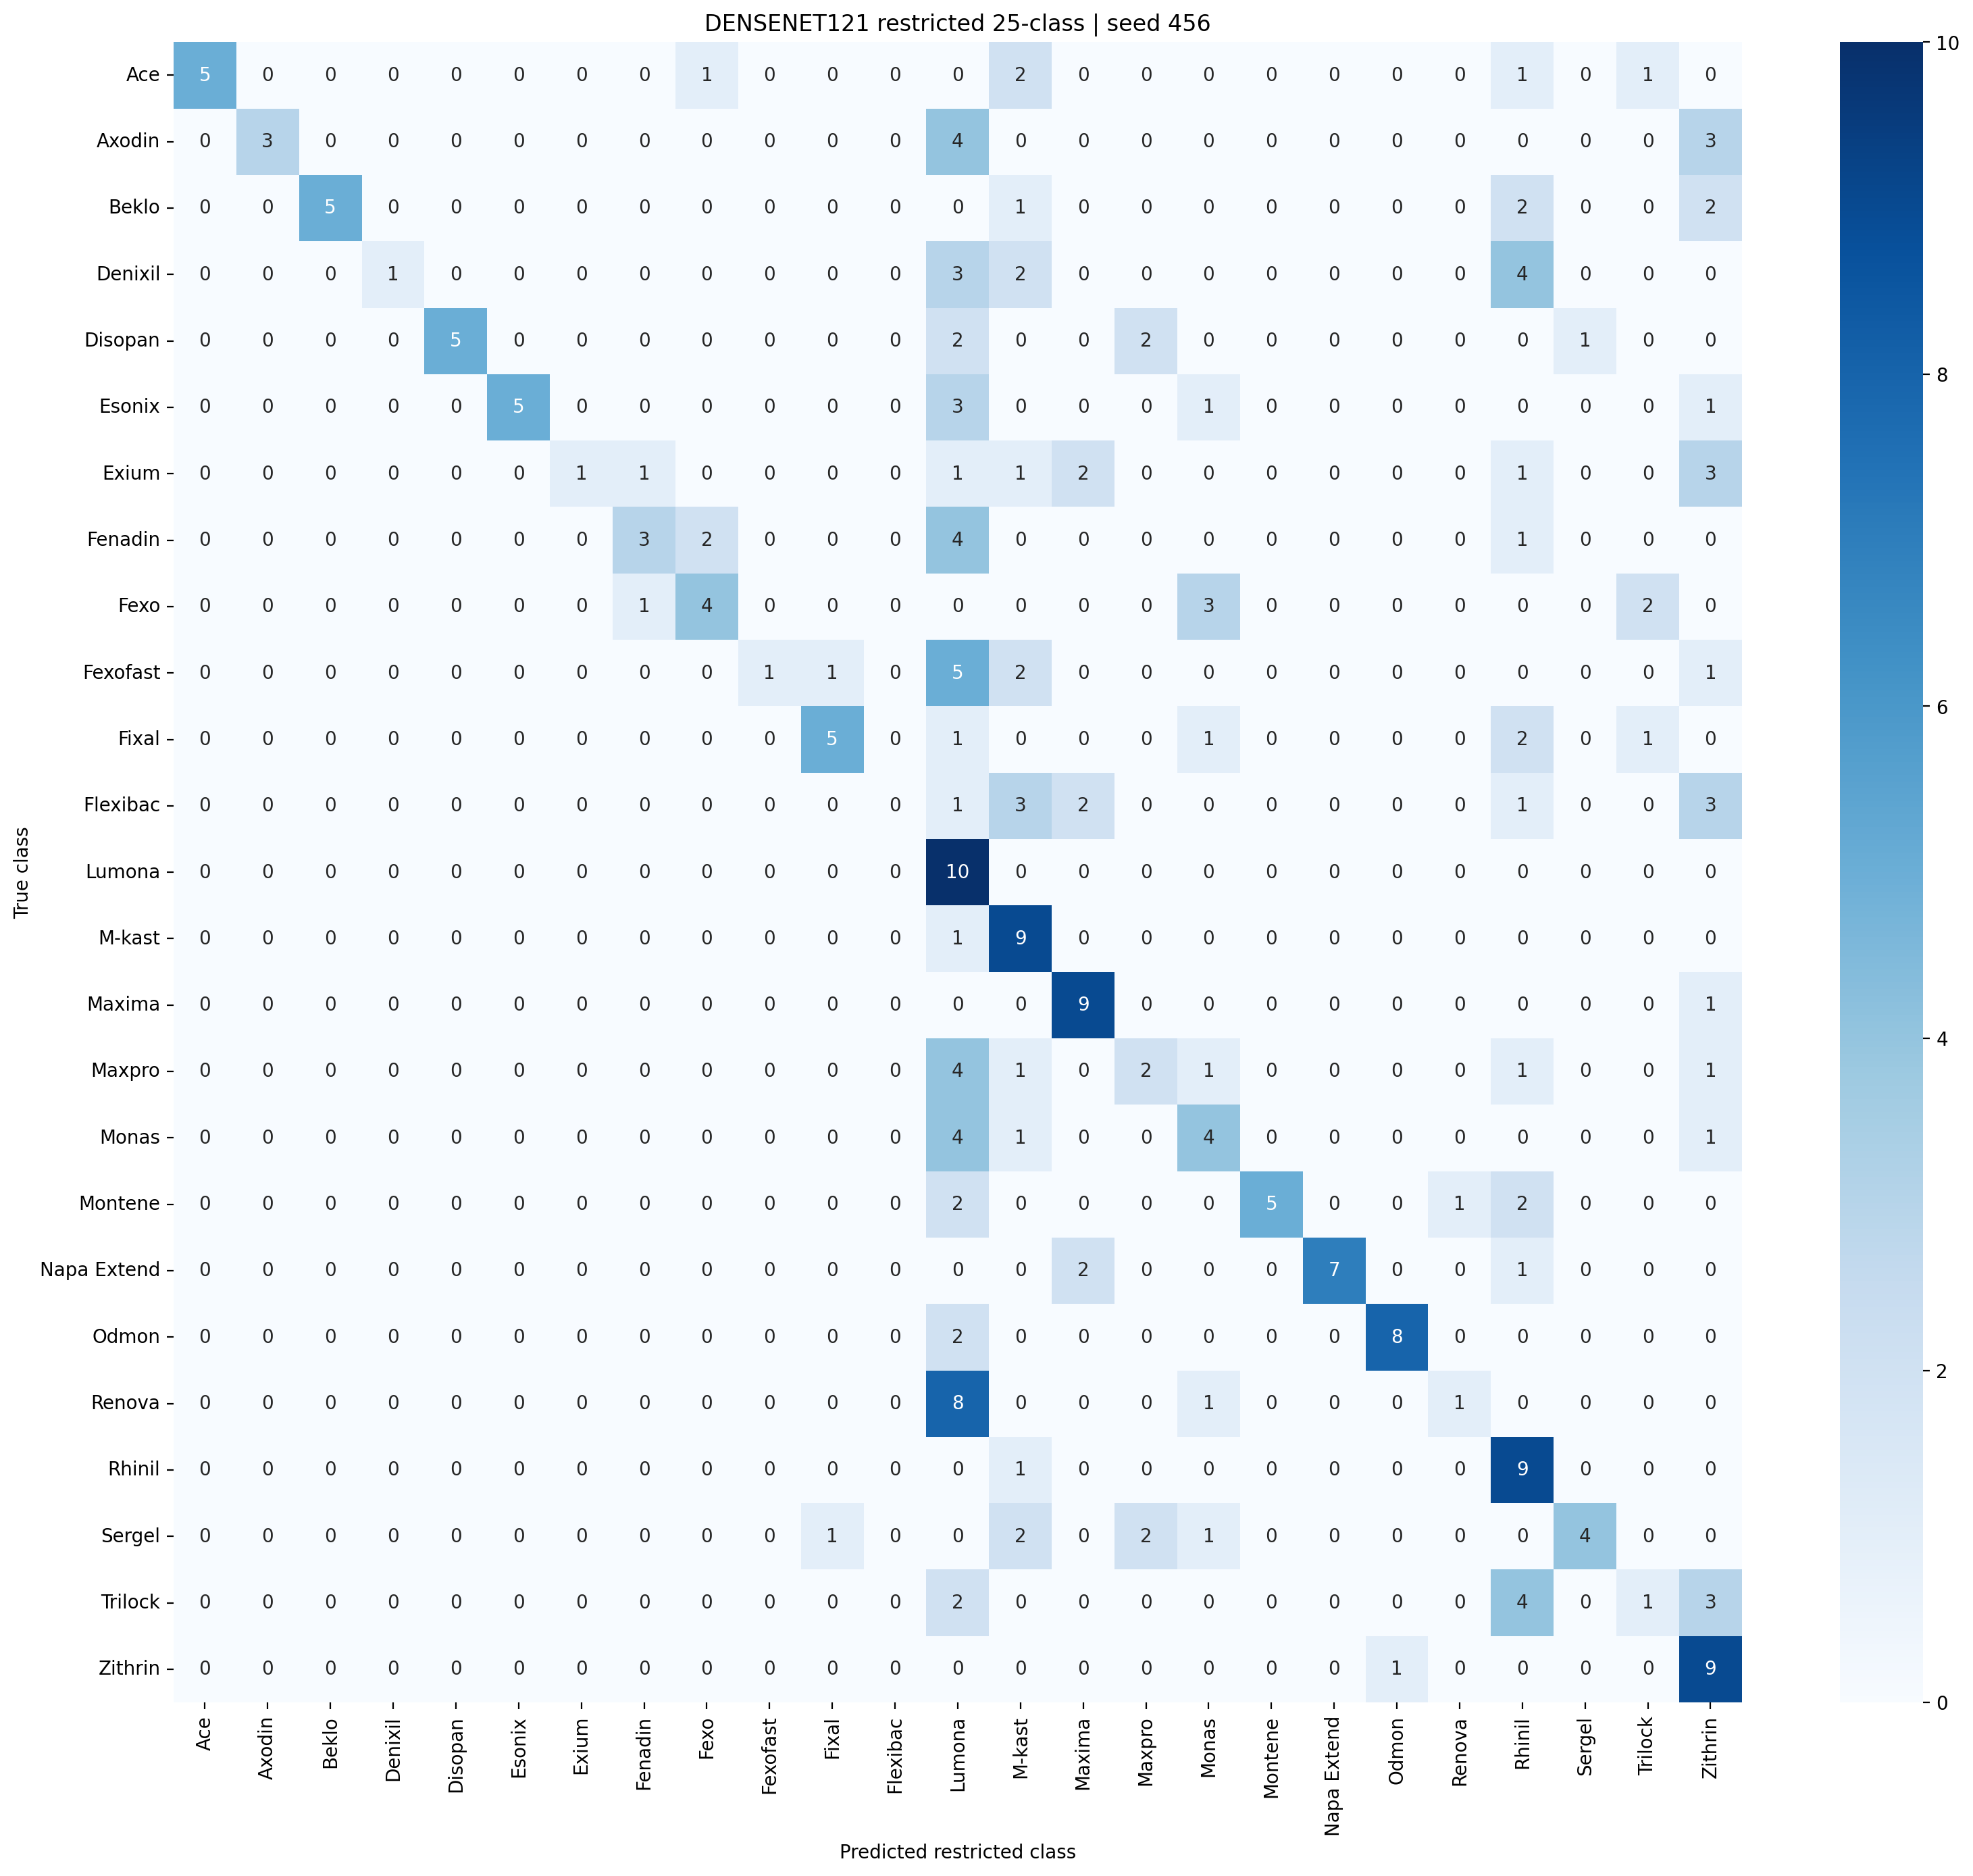 DENSENET121 restricted 25-class | seed 456
Ace 5 0 0 0 0 0 0 0 1 0 0 0 0 2 0 0 0 0 0 0 0 1 0 1 0
Axodin 0 3 0 0 0 0 0 0 0 0 0 0 4 0 0 0 0 0 0 0 0 0 0 0 3
Beklo 0 0 5 0 0 0 0 0 0 0 0 0 0 1 0 0 0 0 0 0 0 2 0 0 2
Denixil 0 0 0 1 0 0 0 0 0 0 0 0 3 2 0 0 0 0 0 0 0 4 0 0 0
Disopan 0 0 0 0 5 0 0 0 0 0 0 0 2 0 0 2 0 0 0 0 0 0 1 0 0
Esonix 0 0 0 0 0 5 0 0 0 0 0 0 3 0 0 0 1 0 0 0 0 0 0 0 1
Exium 0 0 0 0 0 0 1 1 0 0 0 0 1 1 2 0 0 0 0 0 0 1 0 0 3
Fenadin 0 0 0 0 0 0 0 3 2 0 0 0 4 0 0 0 0 0 0 0 0 1 0 0 0
Fexo 0 0 0 0 0 0 0 1 4 0 0 0 0 0 0 0 3 0 0 0 0 0 0 2 0
Fexofast 0 0 0 0 0 0 0 0 0 1 1 0 5 2 0 0 0 0 0 0 0 0 0 0 1
Fixal 0 0 0 0 0 0 0 0 0 0 5 0 1 0 0 0 1 0 0 0 0 2 0 1 0
Flexibac 0 0 0 0 0 0 0 0 0 0 0 0 1 3 2 0 0 0 0 0 0 1 0 0 3
Lumona 0 0 0 0 0 0 0 0 0 0 0 0 10 0 0 0 0 0 0 0 0 0 0 0 0
M-kast 0 0 0 0 0 0 0 0 0 0 0 0 1 9 0 0 0 0 0 0 0 0 0 0 0
Maxima 0 0 0 0 0 0 0 0 0 0 0 0 0 0 9 0 0 0 0 0 0 0 0 0 1
Maxpro 0 0 0 0 0 0 0 0 0 0 0 0 4 1 0 2 1 0 0 0 0 1 0 0 1
Monas 0 0 0 0 0 0 0 0 0 0 0 0 4 1 0 0 4 0 0 0 0 0 0 0 1
Montene 0 0 0 0 0 0 0 0 0 0 0 0 2 0 0 0 0 5 0 0 1 2 0 0 0
Napa Extend 0 0 0 0 0 0 0 0 0 0 0 0 0 0 2 0 0 0 7 0 0 1 0 0 0
Odmon 0 0 0 0 0 0 0 0 0 0 0 0 2 0 0 0 0 0 0 8 0 0 0 0 0
Renova 0 0 0 0 0 0 0 0 0 0 0 0 8 0 0 0 1 0 0 0 1 0 0 0 0
Rhinil 0 0 0 0 0 0 0 0 0 0 0 0 0 1 0 0 0 0 0 0 0 9 0 0 0
Sergel 0 0 0 0 0 0 0 0 0 0 1 0 0 2 0 2 1 0 0 0 0 0 4 0 0
Trilock 0 0 0 0 0 0 0 0 0 0 0 0 2 0 0 0 0 0 0 0 0 4 0 1 3
Zithrin 0 0 0 0 0 0 0 0 0 0 0 0 0 0 0 0 0 0 0 1 0 0 0 0 9
True class
Ace Axodin Beklo Denixil Disopan Esonix Exium Fenadin Fexo Fexofast Fixal Flexibac Lumona M-kast Maxima Maxpro Monas Montene Napa Extend Odmon Renova Rhinil Sergel Trilock Zithrin
Predicted restricted class
10
8
6
4
2
0